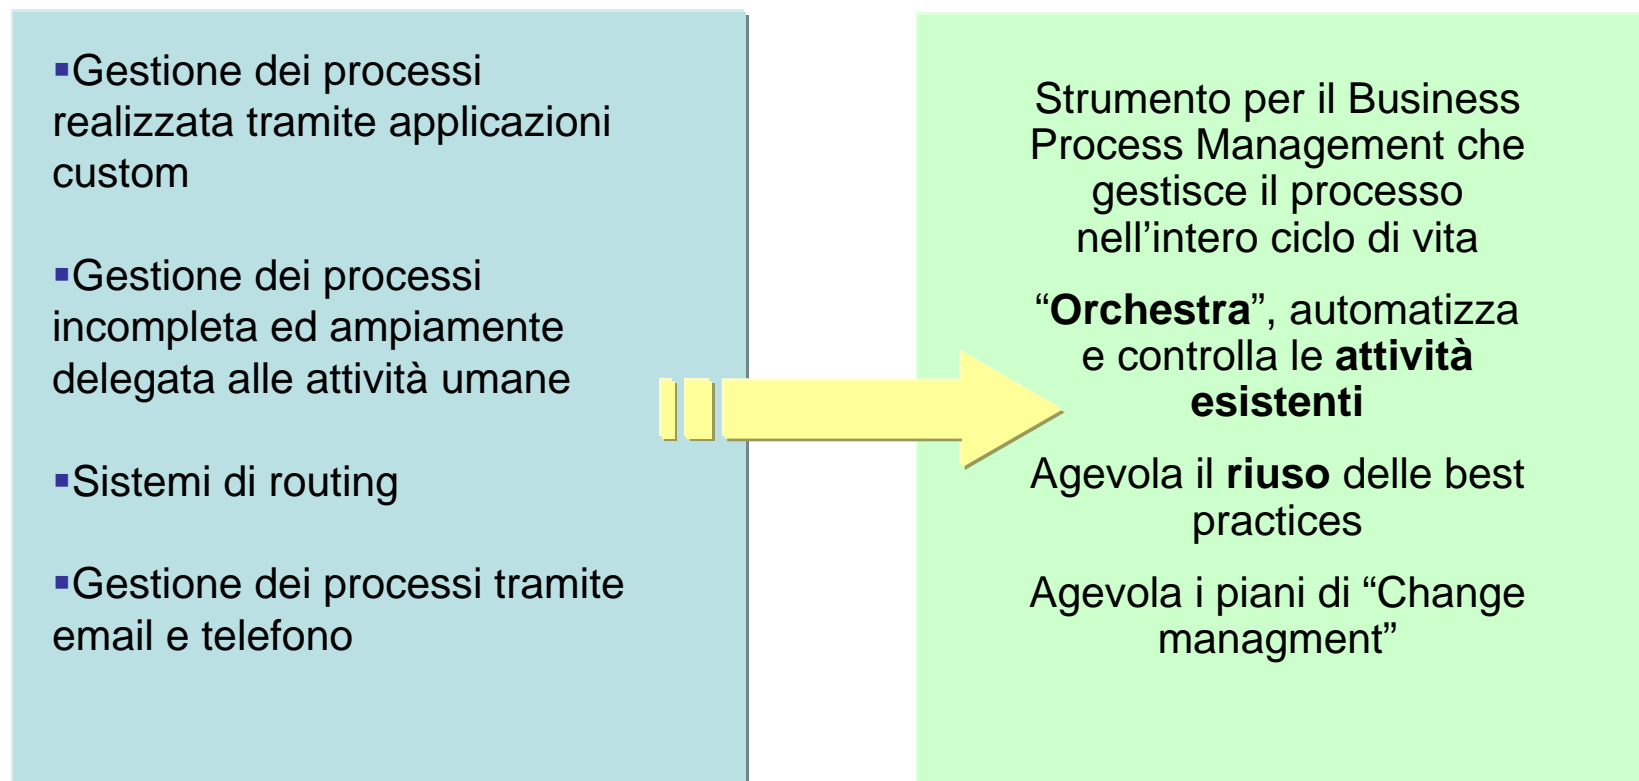 ▪Gestione dei processi
realizzata tramite applicazioni
custom
▪Gestione dei processi
incompleta ed ampiamente
delegata alle attività umane
▪Sistemi di routing
▪Gestione dei processi tramite
email e telefono
Strumento per il Business
Process Management che
gestisce il processo
nell’intero ciclo di vita
“Orchestra”, automatizza
e controlla le attività
esistenti
Agevola il riuso delle best
practices
Agevola i piani di “Change
managment”